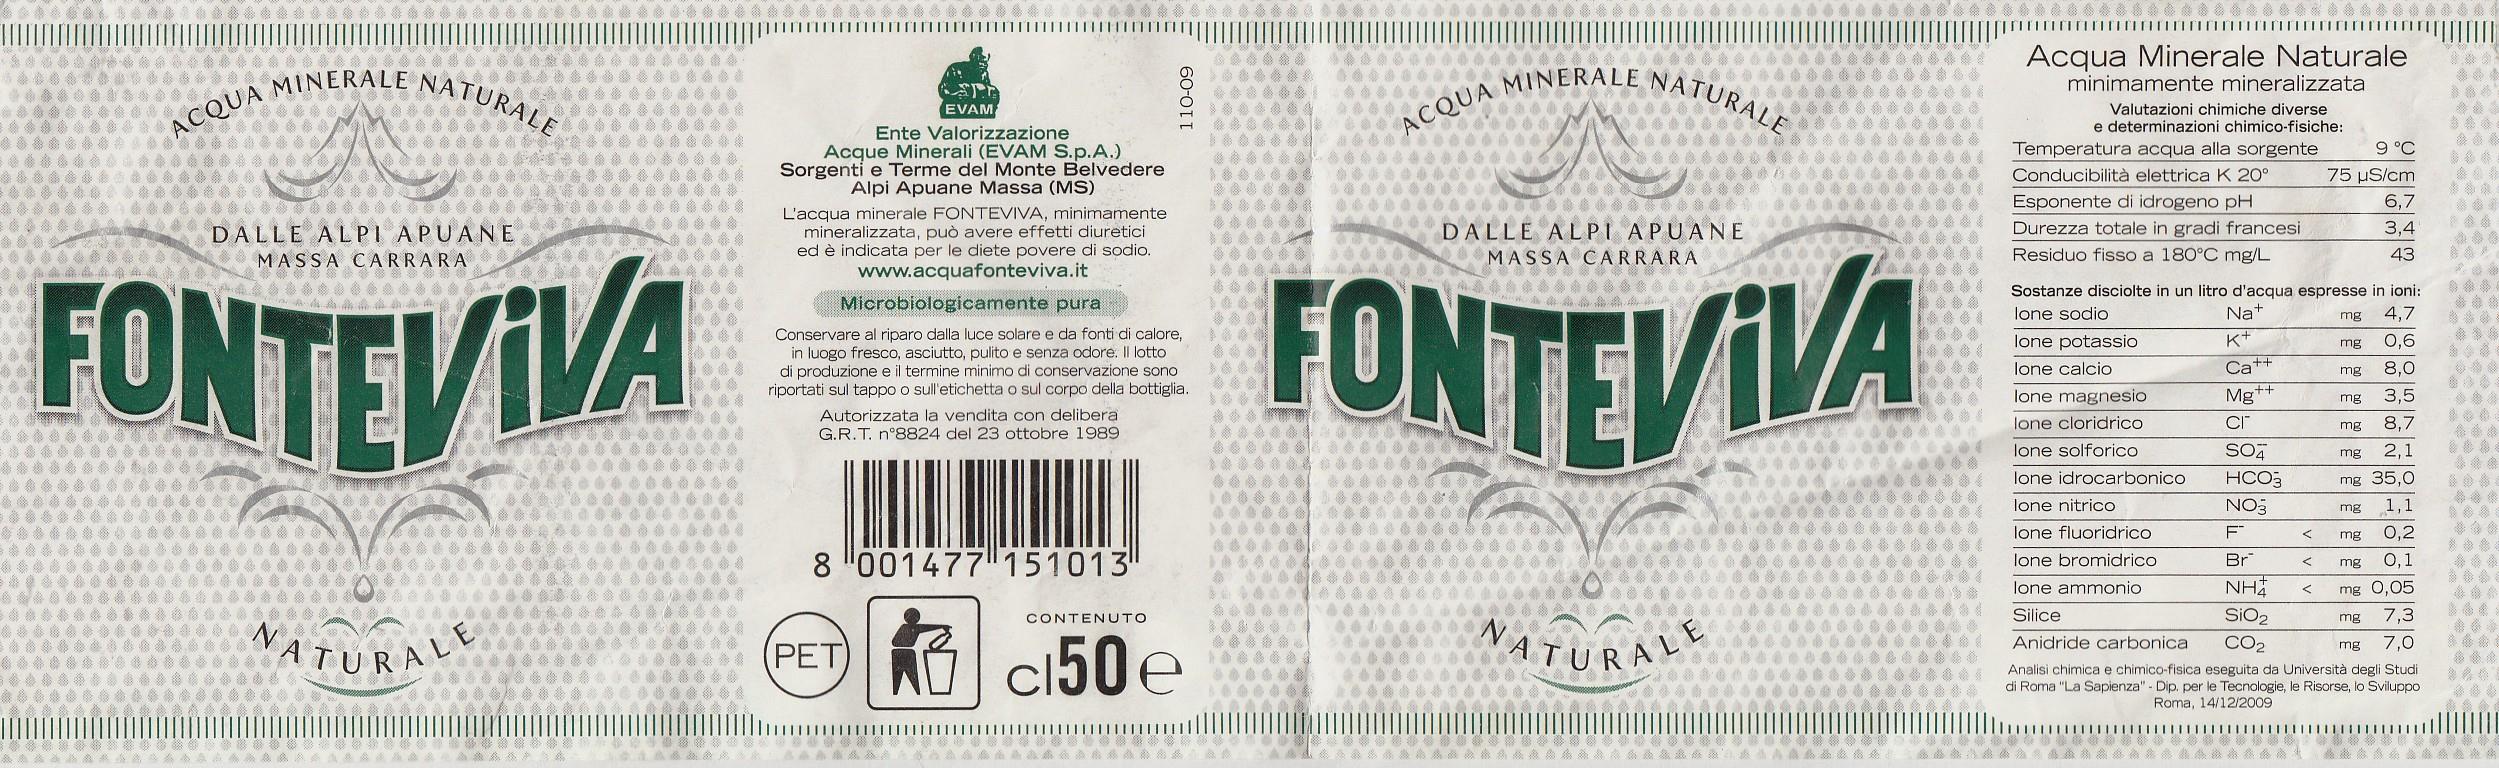 ACQUA MINERALE NATURALE
DALLE ALPI APUANE
MASSA CARRARA
FONTEViVA
NATURALE
EVAM
110-09
Ente Valorizzazione
Acque Minerali (EVAM S.p.A.)
Sorgenti e Terme del Monte Belvedere
Alpi Apuane Massa (MS)
L'acqua minerale FONTEVIVA, minimamente
mineralizzata, può avere effetti diuretici
ed è indicata per le diete povere di sodio.
www.acquafonteviva.it
Microbiologicamente pura
Conservare al riparo dalla luce solare e da fonti di calore,
in luogo fresco, asciutto, pulito e senza odore. Il lotto
di produzione e il termine minimo di conservazione sono
riportati sul tappo o sull'etichetta o sul corpo della bottiglia.
Autorizzata la vendita con delibera
G.R.T. n°8824 del 23 ottobre 1989
8 001477 151013
PET
CONTENUTO
cl50 e
ACQUA MINERALE NATURALE
DALLE ALPI APUANE
MASSA CARRARA
FONTEViVA
NATURALE
Acqua Minerale Naturale
minimamente mineralizzata
Valutazioni chimiche diverse
e determinazioni chimico-fisiche:
Temperatura acqua alla sorgente 9 °C
Conducibilità elettrica K 20° 75 µS/cm
Esponente di idrogeno pH 6,7
Durezza totale in gradi francesi 3,4
Residuo fisso a 180°C mg/L 43
Sostanze disciolte in un litro d'acqua espresse in ioni:
Ione sodio Na⁺ mg 4,7
Ione potassio K⁺ mg 0,6
Ione calcio Ca⁺⁺ mg 8,0
Ione magnesio Mg⁺⁺ mg 3,5
Ione cloridrico Cl⁻ mg 8,7
Ione solforico SO₄⁻⁻ mg 2,1
Ione idrocarbonico HCO₃⁻ mg 35,0
Ione nitrico NO₃⁻ mg 1,1
Ione fluoridrico F⁻ < mg 0,2
Ione bromidrico Br⁻ < mg 0,1
Ione ammonio NH₄⁺ < mg 0,05
Silice SiO₂ mg 7,3
Anidride carbonica CO₂ mg 7,0
Analisi chimica e chimico-fisica eseguita da Università degli Studi
di Roma "La Sapienza" - Dip. per le Tecnologie, le Risorse, lo Sviluppo
Roma, 14/12/2009